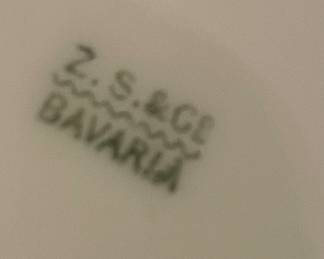 Z. S. & Cº
BAVARIA